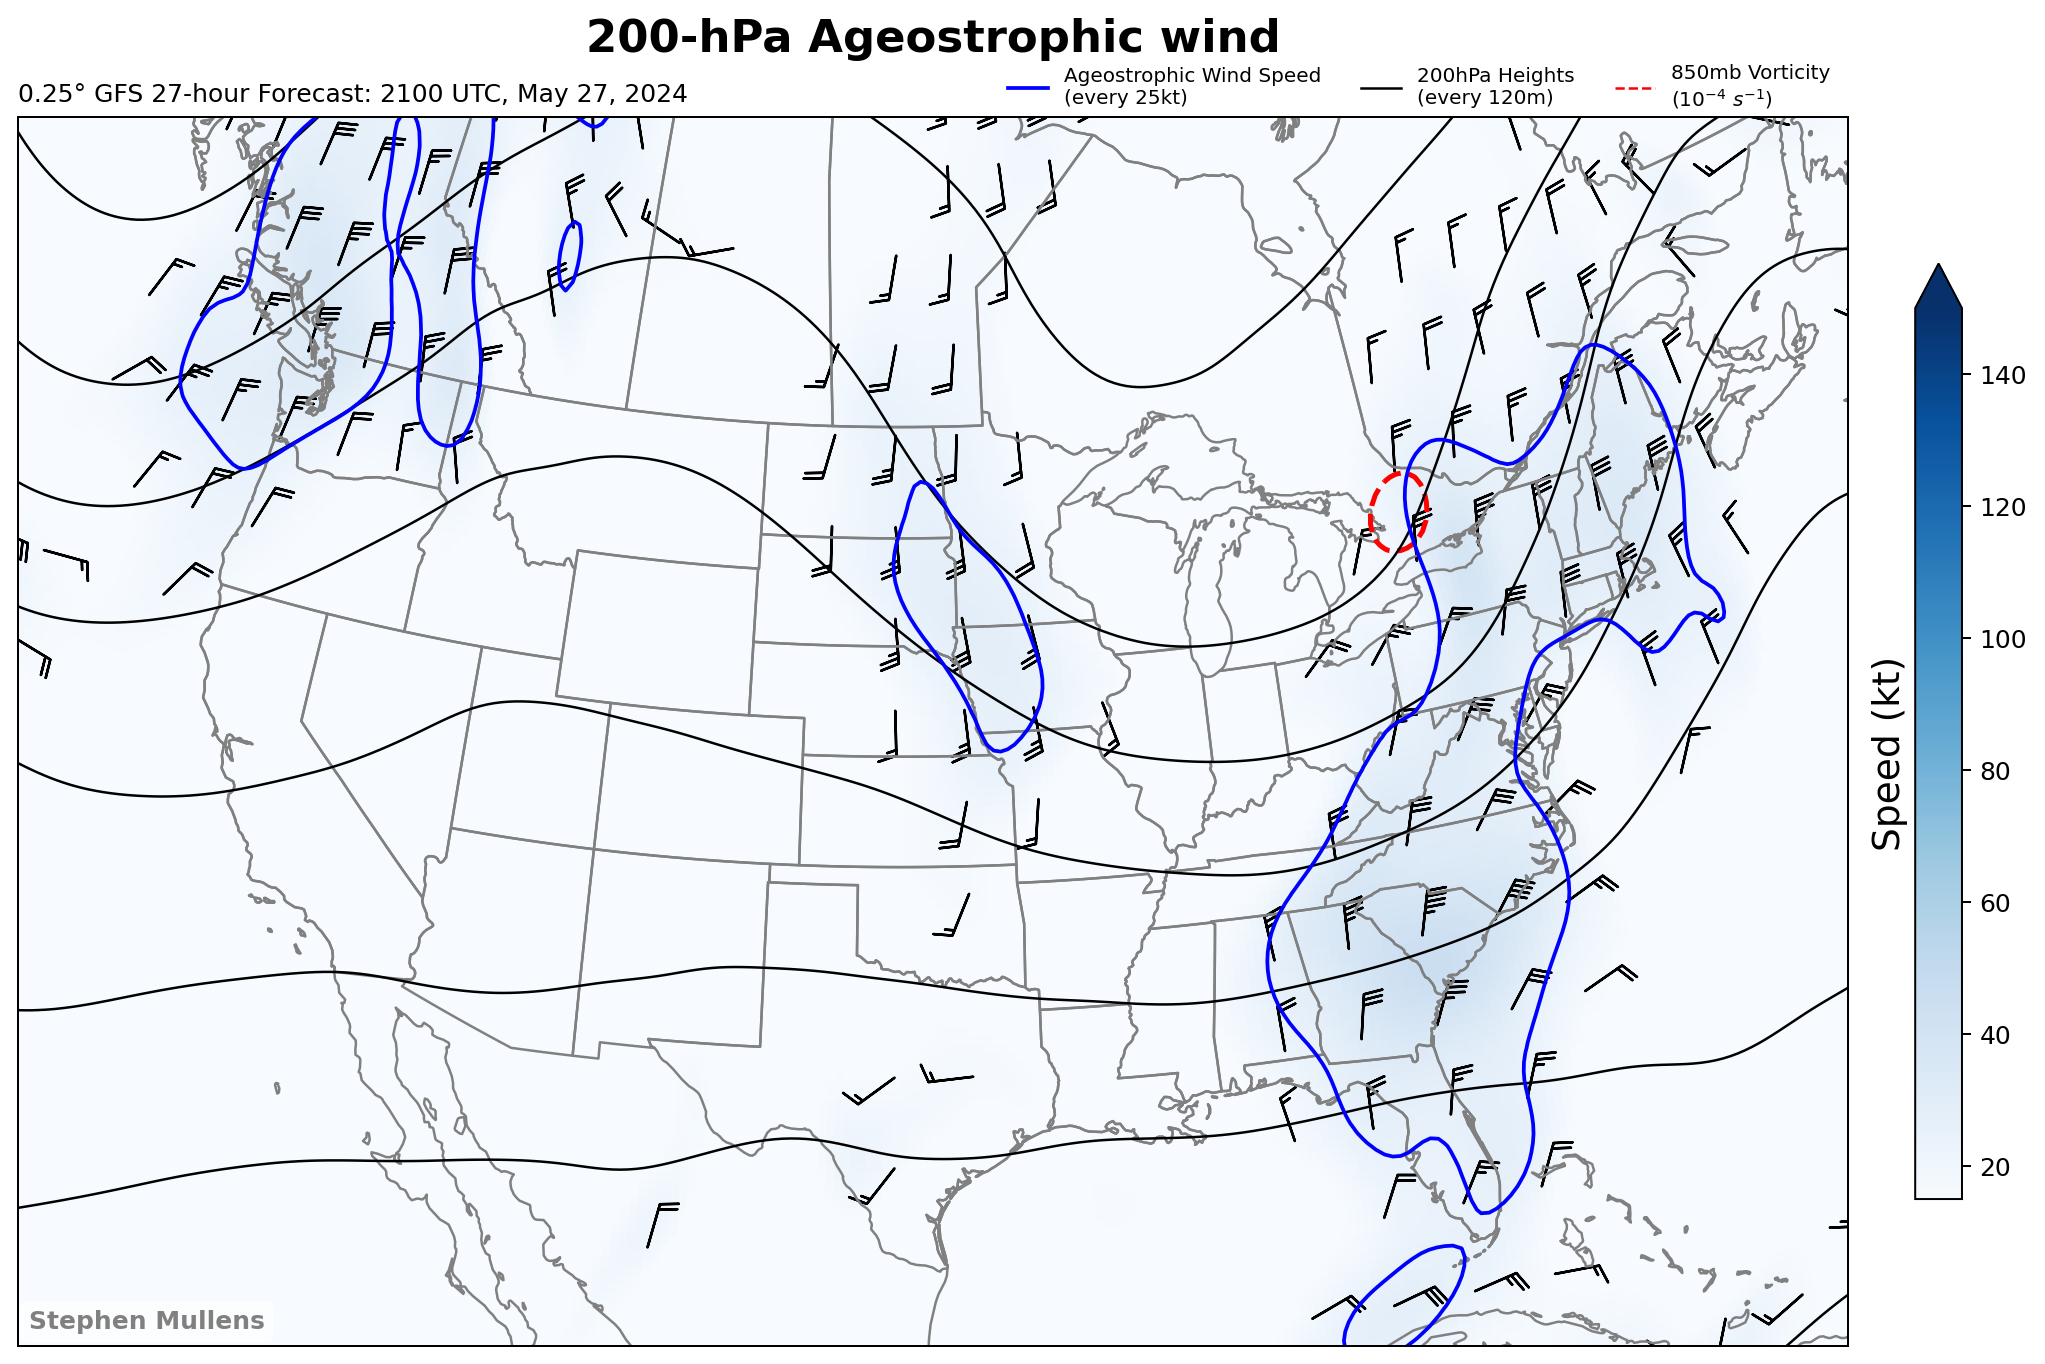 200-hPa Ageostrophic wind
0.25° GFS 27-hour Forecast: 2100 UTC, May 27, 2024
Ageostrophic Wind Speed
(every 25kt)
200hPa Heights
(every 120m)
850mb Vorticity
(10⁻⁴ s⁻¹)
140
120
100
80
60
40
20
Speed (kt)
Stephen Mullens